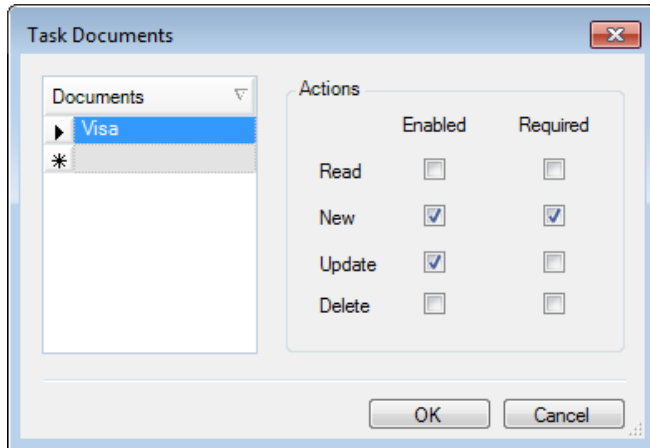 Task Documents
Documents
Visa
Actions
Enabled Required
Read
New
Update
Delete
OK Cancel